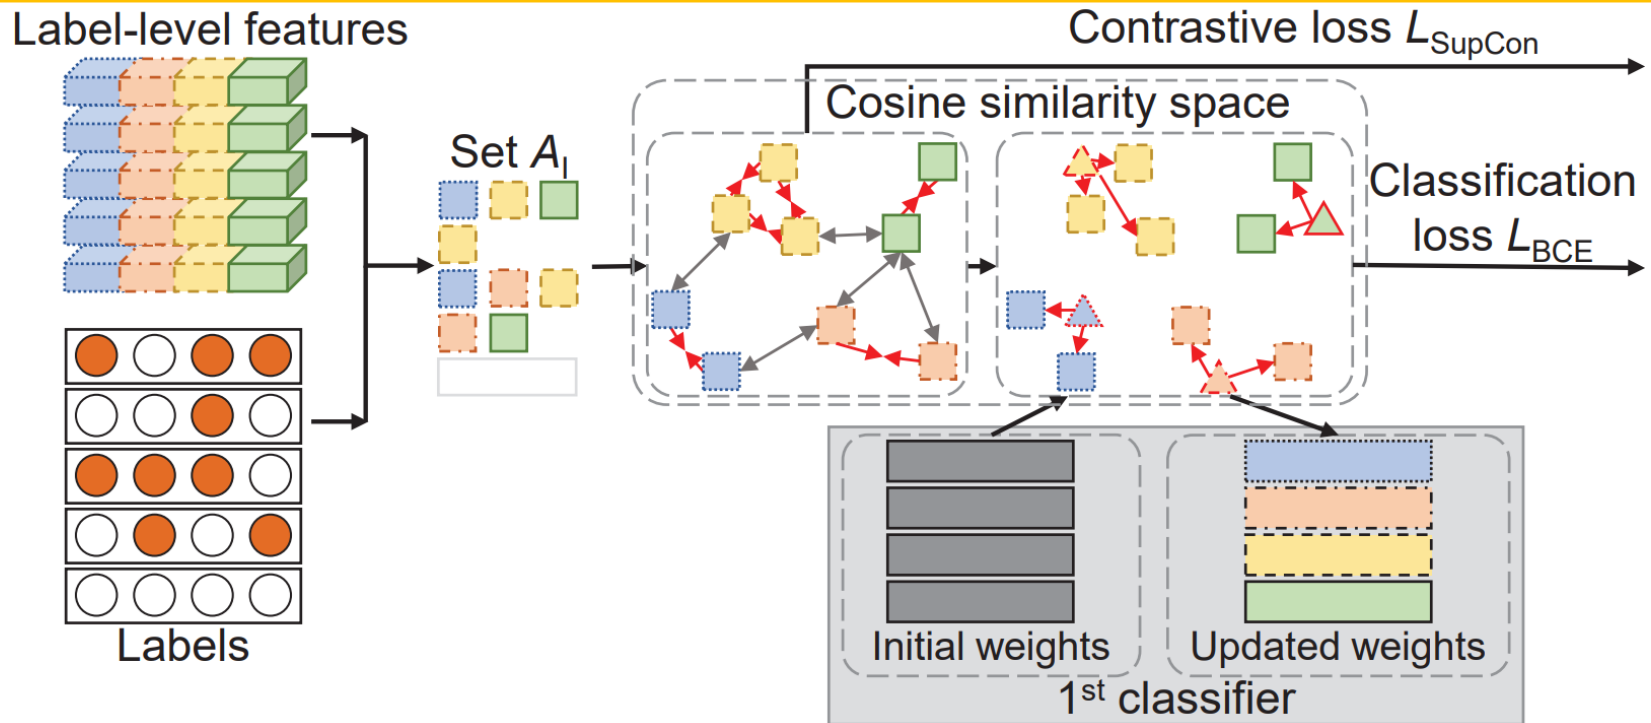 Label-level features
Contrastive loss L_SupCon
Cosine similarity space
Set A_I
Classification
loss L_BCE
Labels
Initial weights
Updated weights
1st classifier